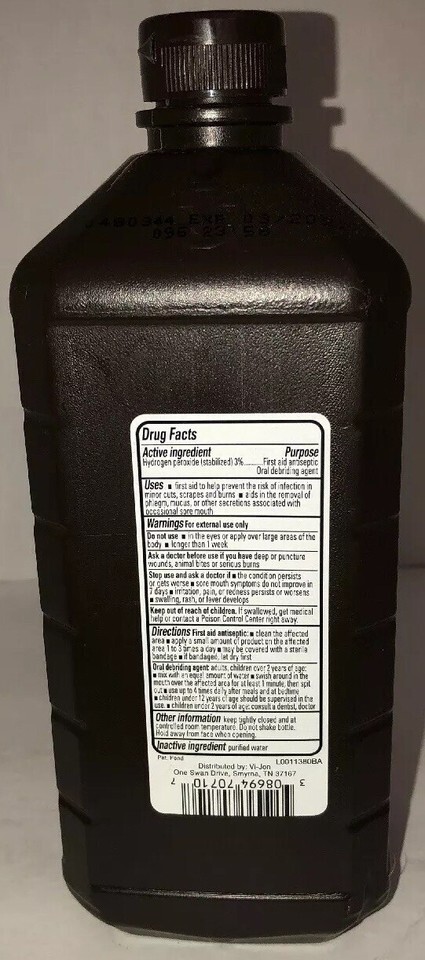 Drug Facts
Active ingredient Purpose
Hydrogen peroxide (stabilized) 3%..........First aid antiseptic
Oral debriding agent
Uses ■ first aid to help prevent the risk of infection in
minor cuts, scrapes and burns ■ aids in the removal of
phlegm, mucus, or other secretions associated with
occasional sore mouth
Warnings For external use only
Do not use ■ in the eyes or apply over large areas of the
body ■ longer than 1 week
Ask a doctor before use if you have deep or puncture
wounds, animal bites or serious burns
Stop use and ask a doctor if ■ the condition persists
or gets worse ■ sore mouth symptoms do not improve in
7 days ■ irritation, pain, or redness persists or worsens
■ swelling, rash, or fever develops
Keep out of reach of children. If swallowed, get medical
help or contact a Poison Control Center right away.
Directions First aid antiseptic: ■ clean the affected
area ■ apply a small amount of product on the affected
area 1 to 3 times a day ■ may be covered with a sterile
bandage ■ if bandaged, let dry first
Oral debriding agent: adults, children over 2 years of age:
■ mix with an equal amount of water ■ swish around in the
mouth over the affected area for at least 1 minute, then spit
out ■ use up to 4 times daily after meals and at bedtime
■ children under 12 years of age should be supervised in the
use. ■ children under 2 years of age: consult a dentist, doctor
Other information keep tightly closed and at
controlled room temperature. Do not shake bottle.
Hold away from face when opening.
Inactive ingredient purified water
L0011380BA
Distributed by: Vi-Jon
One Swan Drive, Smyrna, TN 37167
3 08694 70710 7